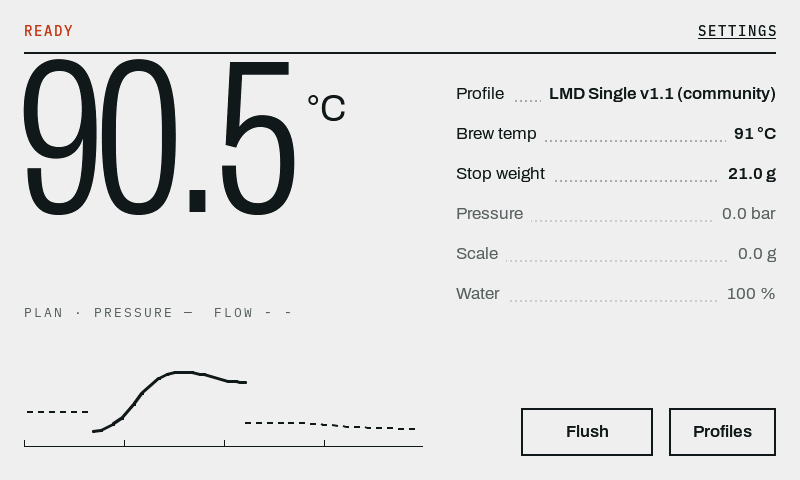 READY
SETTINGS
90.5 °C
Profile LMD Single v1.1 (community)
Brew temp 91 °C
Stop weight 21.0 g
Pressure 0.0 bar
Scale 0.0 g
Water 100 %
PLAN · PRESSURE — FLOW - -
Flush
Profiles